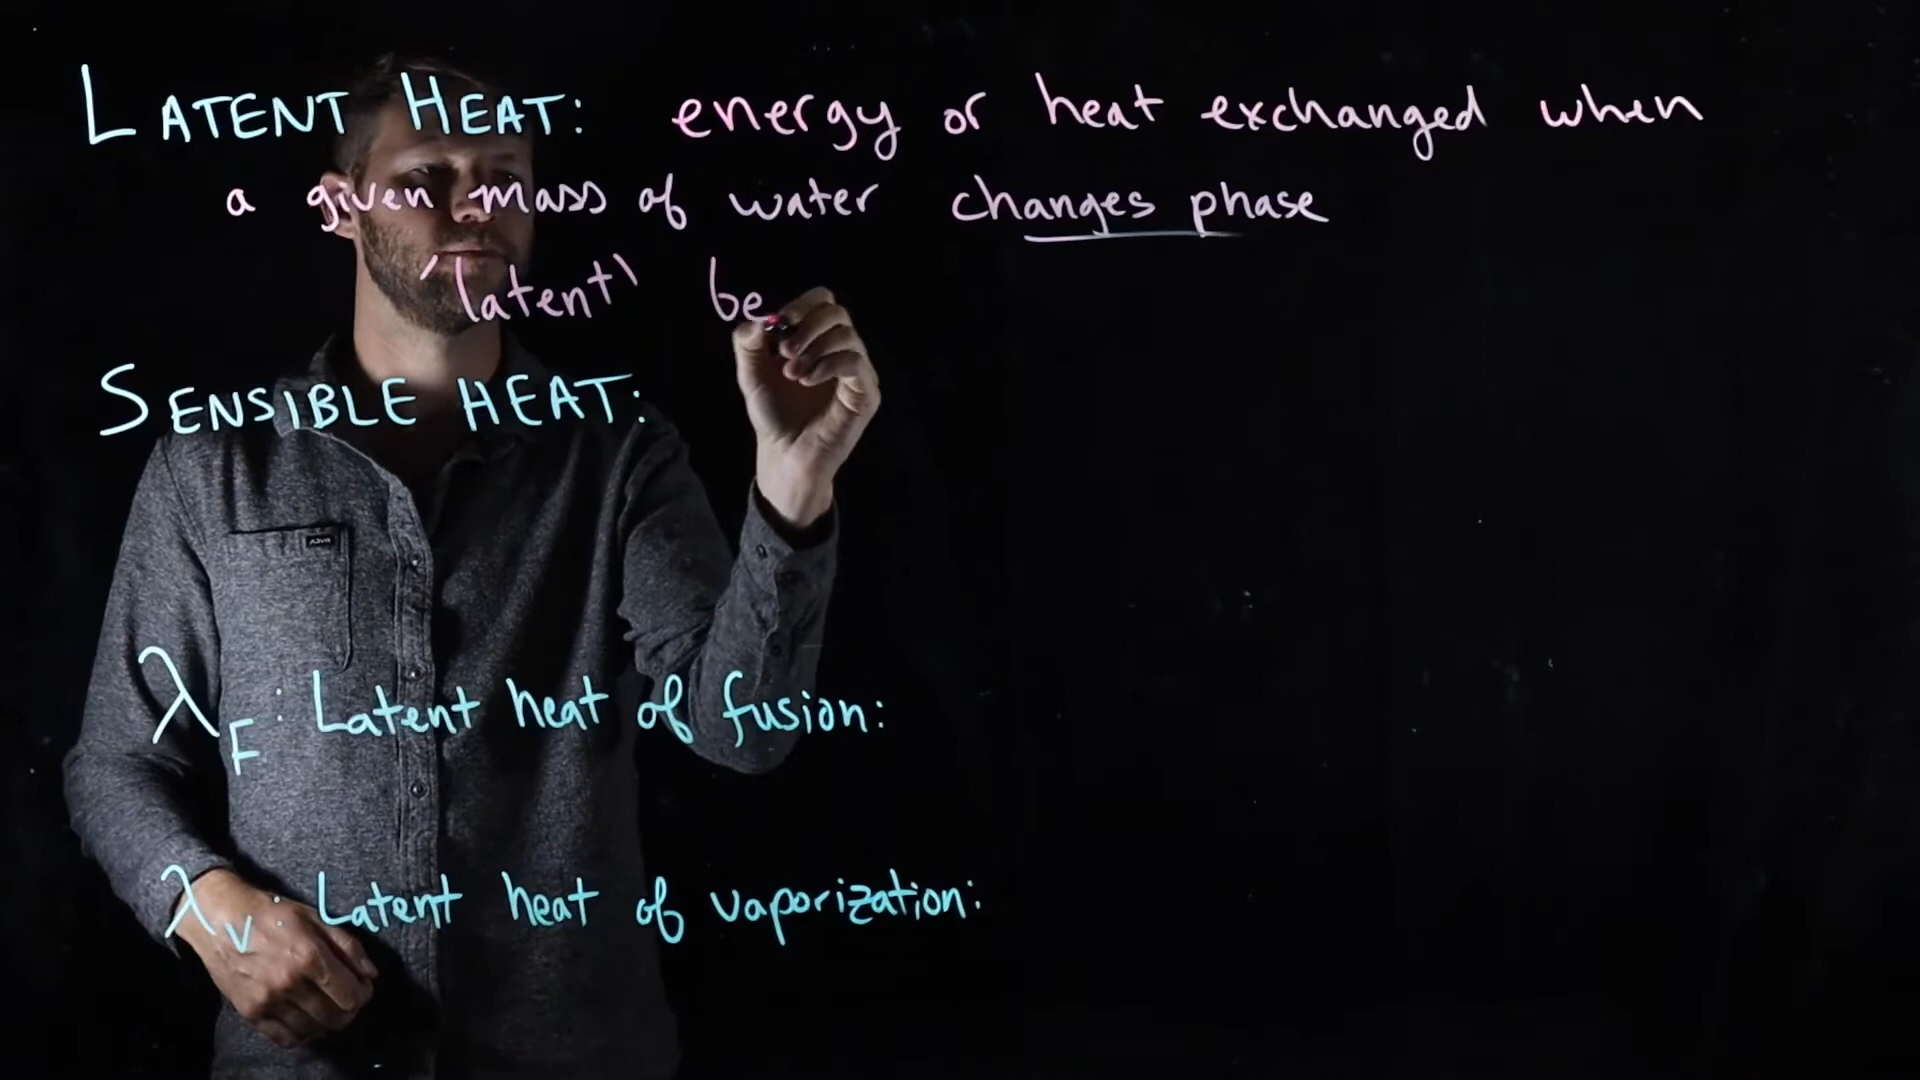 LATENT HEAT: energy or heat exchanged when
a given mass of water changes phase
'latent' be
SENSIBLE HEAT:
λF: Latent heat of fusion:
λV: Latent heat of vaporization: